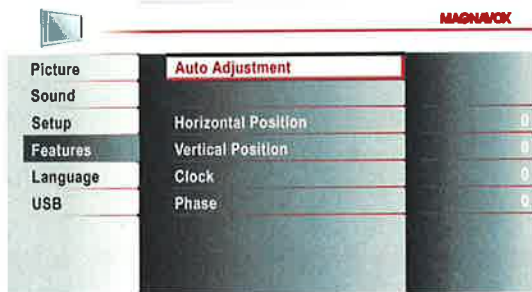 MAGNAVOX
Picture
Auto Adjustment
Sound
Setup
Horizontal Position 0
Features
Vertical Position 0
Language
Clock 0
USB
Phase 0